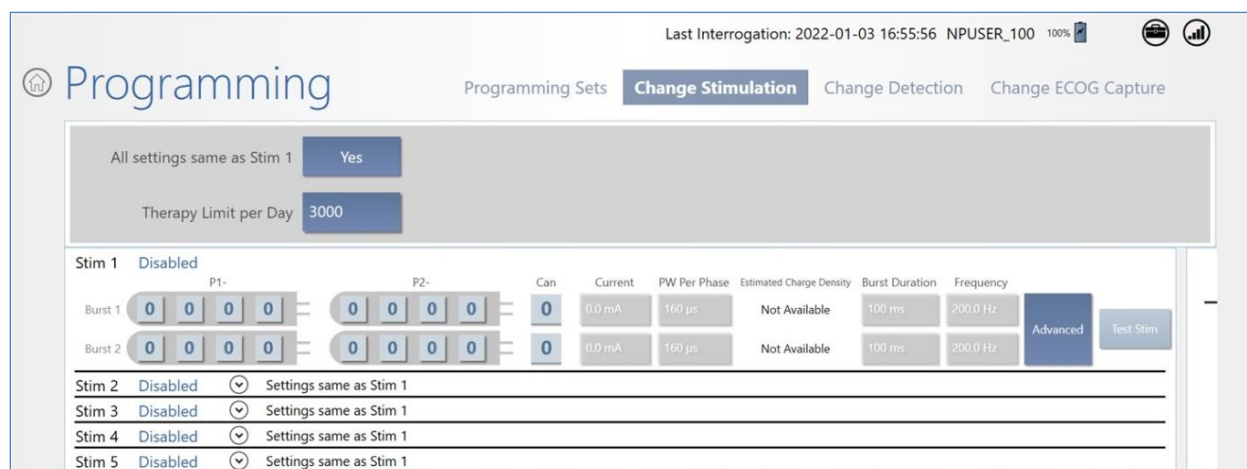 Last Interrogation: 2022-01-03 16:55:56 NPUSER_100 100%
Programming
Programming Sets Change Stimulation Change Detection Change ECOG Capture
All settings same as Stim 1 Yes
Therapy Limit per Day 3000
Stim 1 Disabled
P1- P2- Can Current PW Per Phase Estimated Charge Density Burst Duration Frequency
Burst 1 0 0 0 0 0 0 0 0 0 0.0 mA 160 µs Not Available 100 ms 200.0 Hz
Advanced Test Stim
Burst 2 0 0 0 0 0 0 0 0 0 0.0 mA 160 µs Not Available 100 ms 200.0 Hz
Stim 2 Disabled Settings same as Stim 1
Stim 3 Disabled Settings same as Stim 1
Stim 4 Disabled Settings same as Stim 1
Stim 5 Disabled Settings same as Stim 1